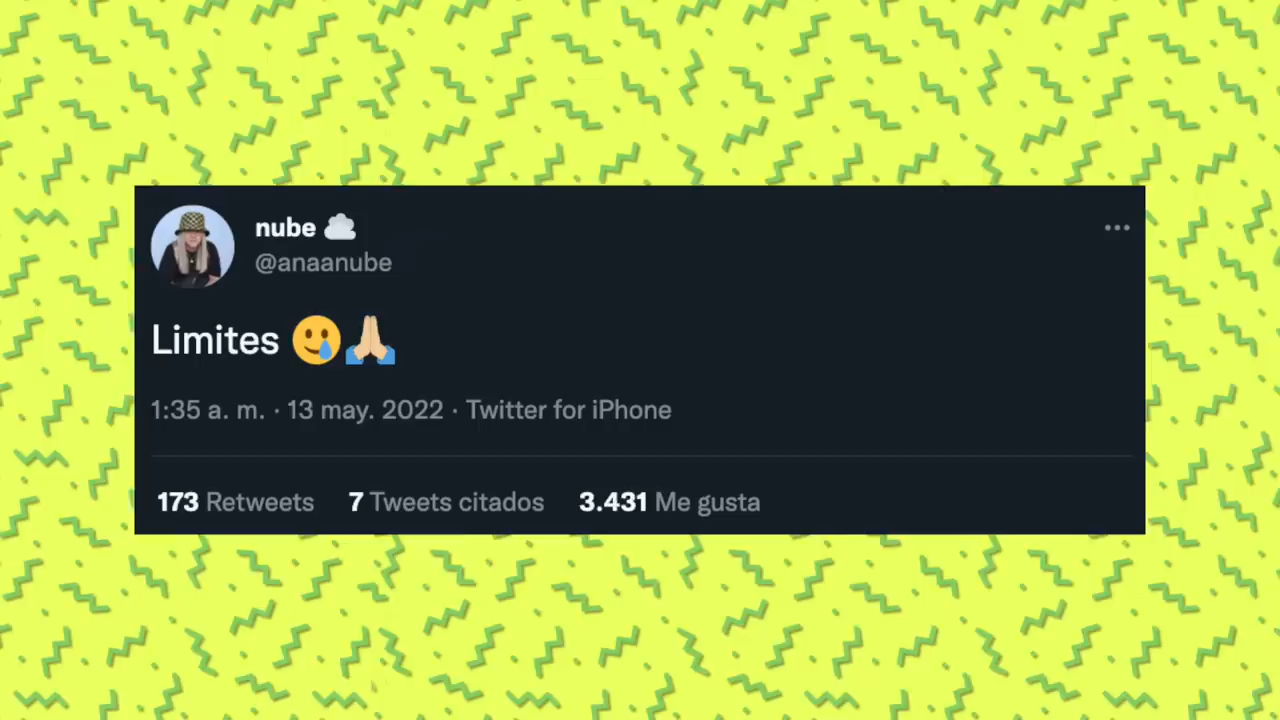 nube ☁️
@anaanube
Limites 🥲🙏🏼
1:35 a. m. · 13 may. 2022 · Twitter for iPhone
173 Retweets 7 Tweets citados 3.431 Me gusta